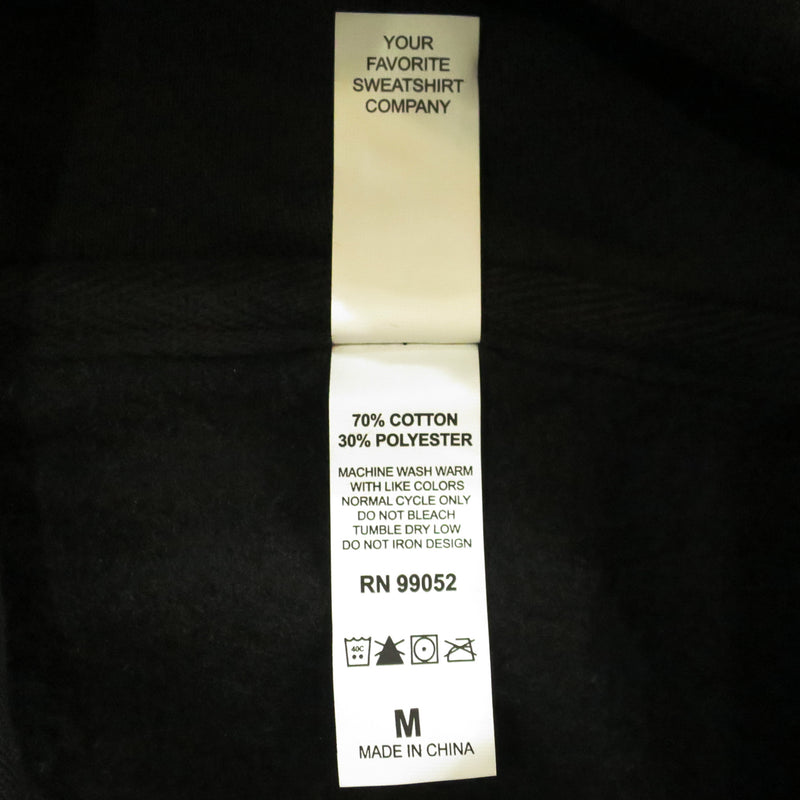 YOUR
FAVORITE
SWEATSHIRT
COMPANY
70% COTTON
30% POLYESTER
MACHINE WASH WARM
WITH LIKE COLORS
NORMAL CYCLE ONLY
DO NOT BLEACH
TUMBLE DRY LOW
DO NOT IRON DESIGN
RN 99052
40C
M
MADE IN CHINA